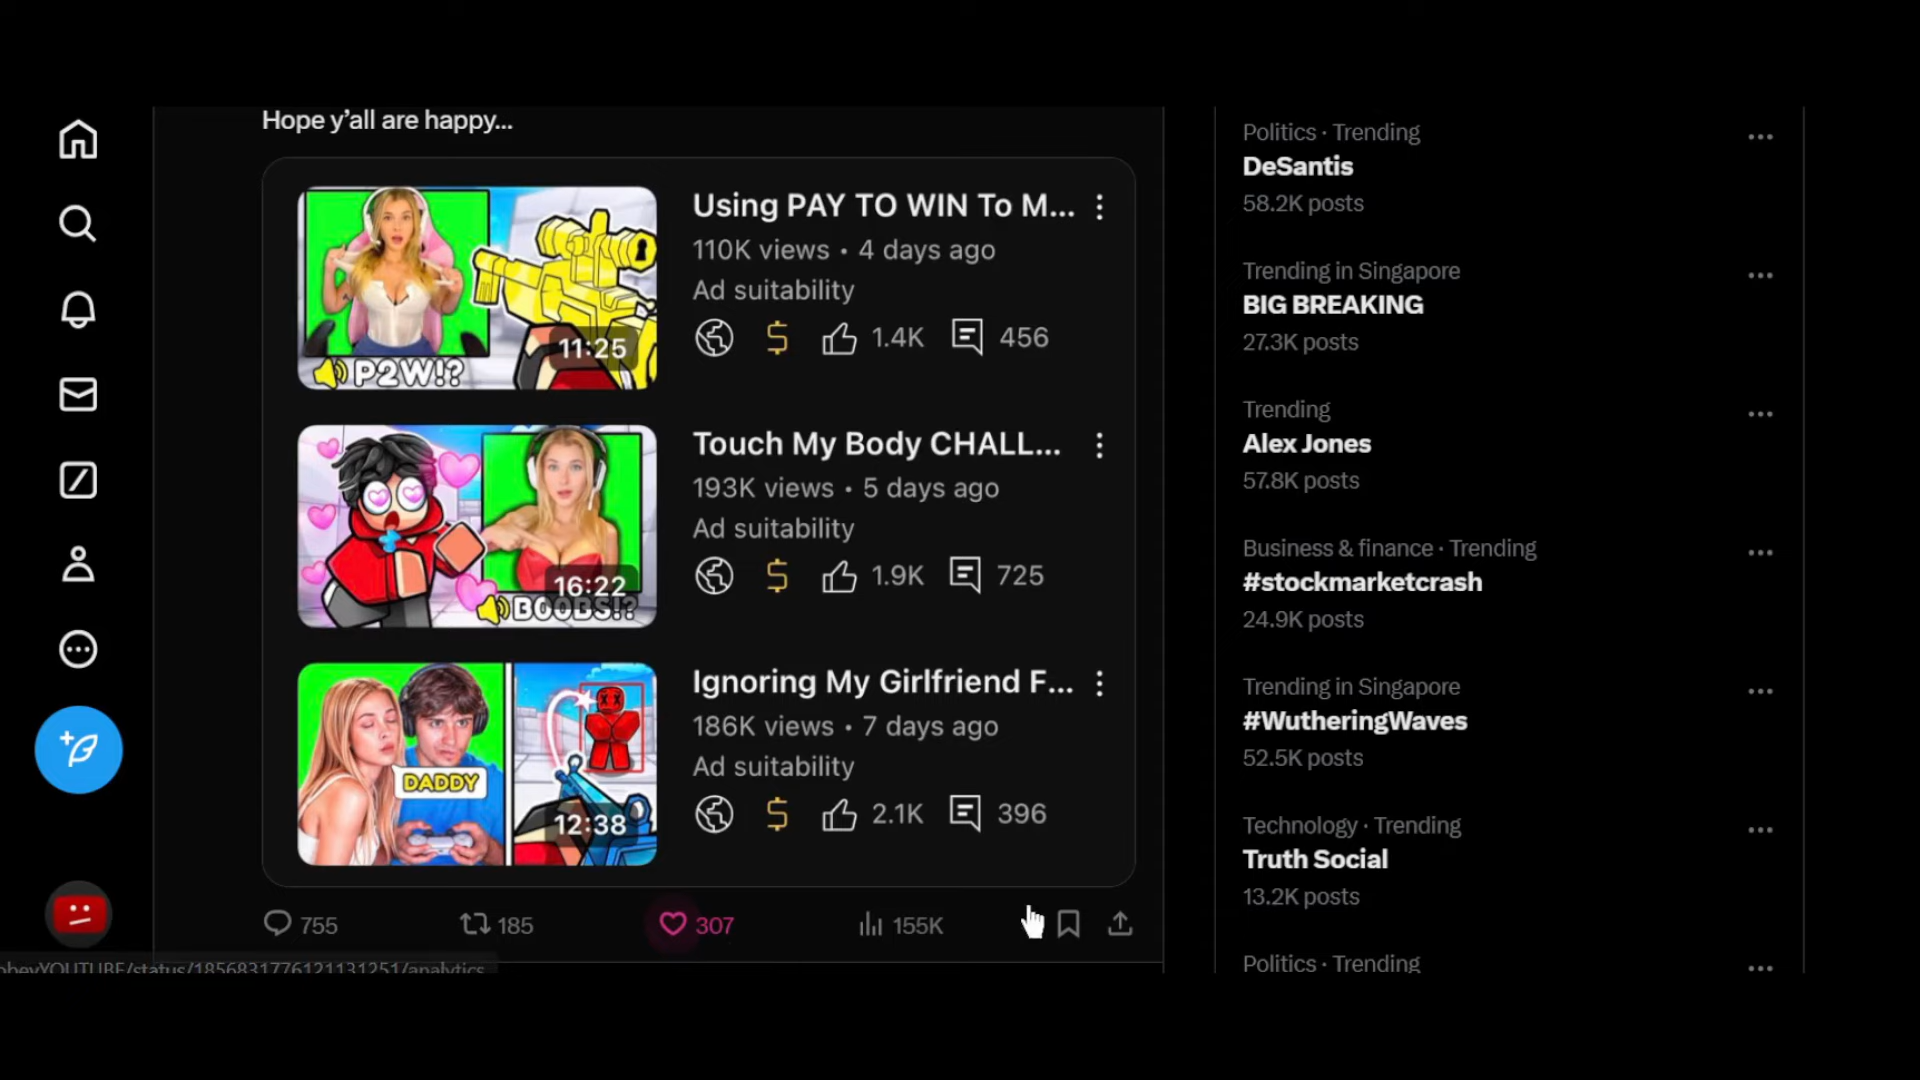 Hope y'all are happy...
Using PAY TO WIN To M...
110K views • 4 days ago
Ad suitability
1.4K
456
11:25
P2W!?
Touch My Body CHALL...
193K views • 5 days ago
Ad suitability
1.9K
725
16:22
BOOBS!?
Ignoring My Girlfriend F...
186K views • 7 days ago
Ad suitability
2.1K
396
DADDY
12:38
755
185
307
155K
YOUTUBE/status/1856831776121131251/analytics
Politics · Trending
DeSantis
58.2K posts
Trending in Singapore
BIG BREAKING
27.3K posts
Trending
Alex Jones
57.8K posts
Business & finance · Trending
#stockmarketcrash
24.9K posts
Trending in Singapore
#WutheringWaves
52.5K posts
Technology · Trending
Truth Social
13.2K posts
Politics · Trending